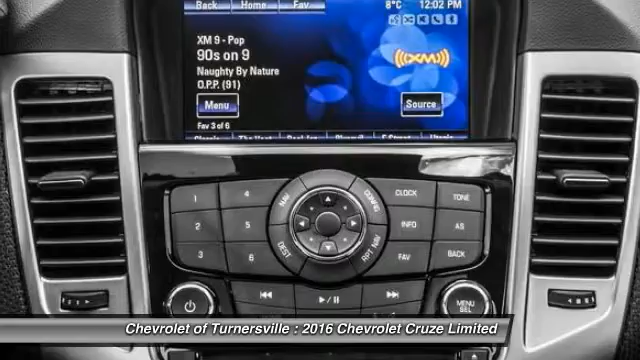 Back Home Fav 8°C 12:02 PM
XM 9 - Pop
XM
90s on 9
Naughty By Nature
O.P.P. (91)
Menu Source
Fav 3 of 6
1 4 NAV CONFIG CLOCK TONE
2 5 INFO AS
3 6 DEST RPT NAV FAV BACK
MENU
SEL
Chevrolet of Turnersville : 2016 Chevrolet Cruze Limited